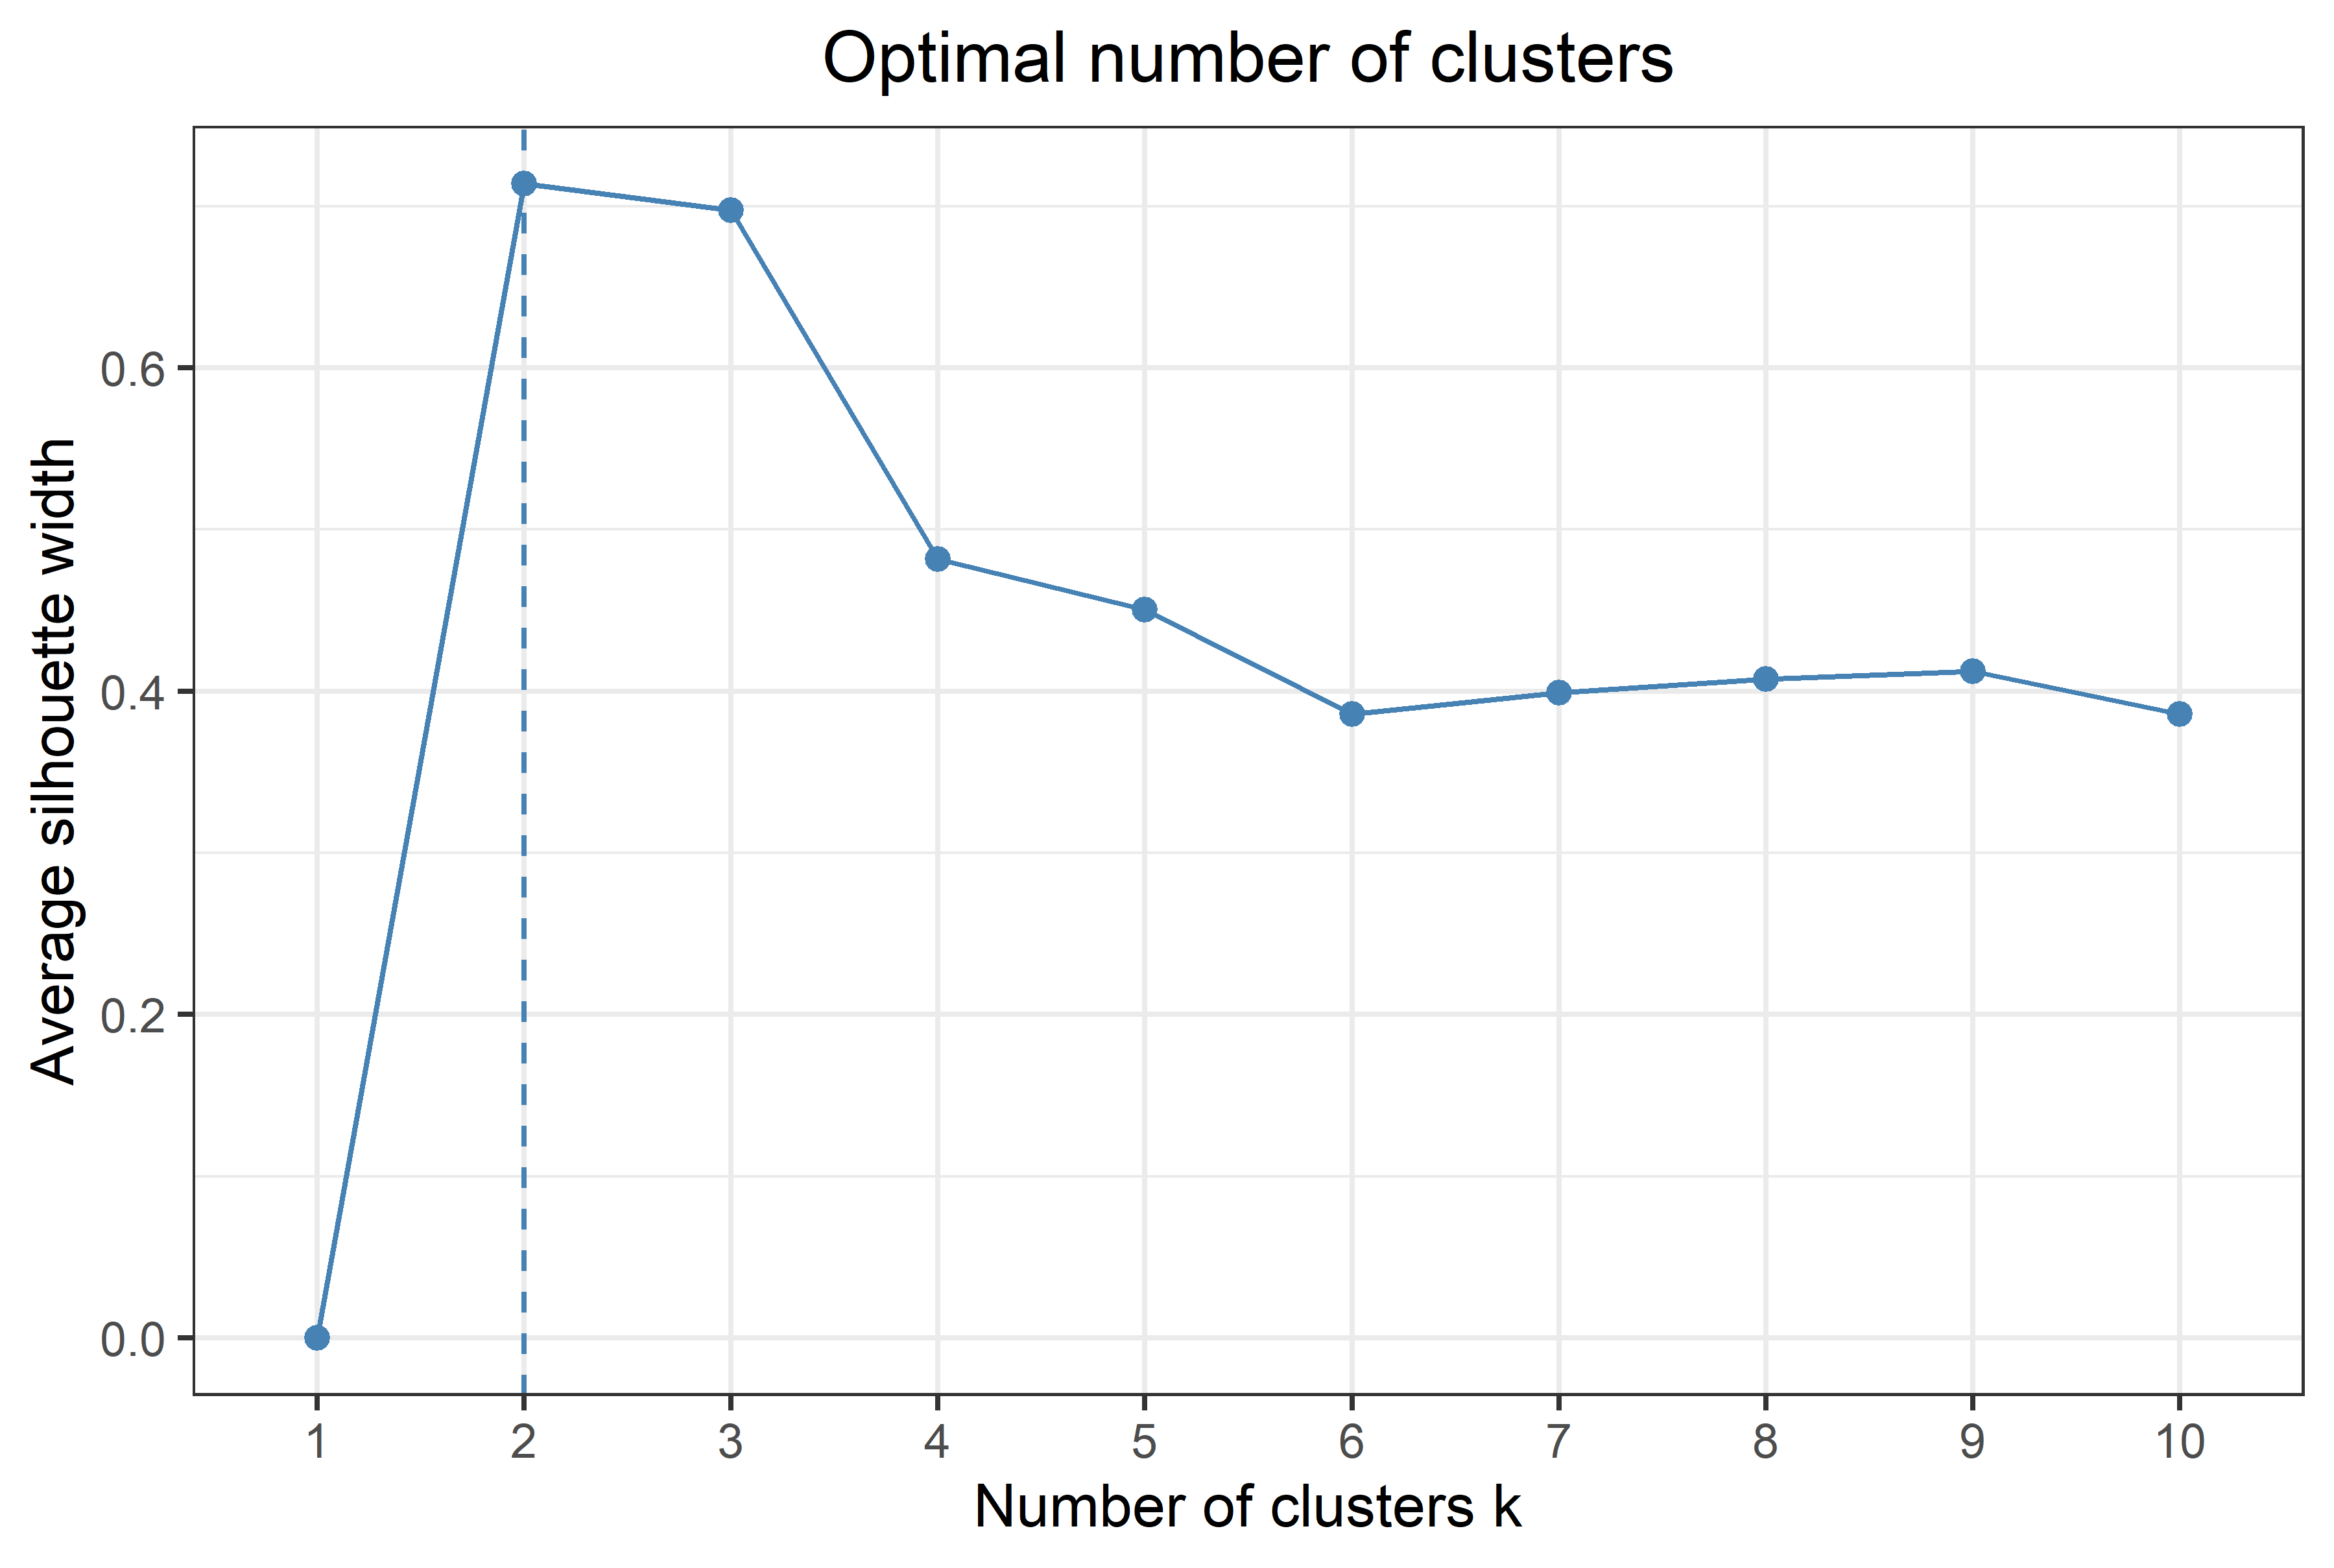 Optimal number of clusters
Average silhouette width
0.6
0.4
0.2
0.0
1 2 3 4 5 6 7 8 9 10
Number of clusters k